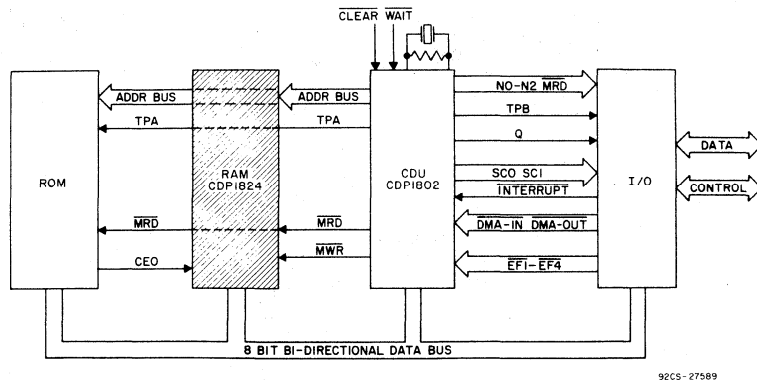 CLEAR WAIT
ADDR BUS
ADDR BUS
NO-N2 MRD
TPA
TPA
TPB
Q
DATA
ROM
RAM
CDP1824
CDU
CDP1802
SCO SCI
I/O
INTERRUPT
CONTROL
MRD
MRD
DMA-IN DMA-OUT
MWR
CEO
EF1-EF4
8 BIT BI-DIRECTIONAL DATA BUS
92CS-27589